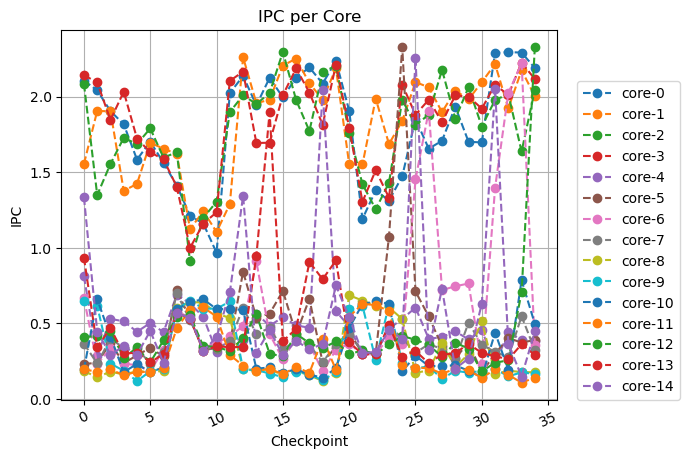 IPC per Core
IPC
2.0
1.5
1.0
0.5
0.0
0
5
10
15
20
25
30
35
Checkpoint
core-0
core-1
core-2
core-3
core-4
core-5
core-6
core-7
core-8
core-9
core-10
core-11
core-12
core-13
core-14